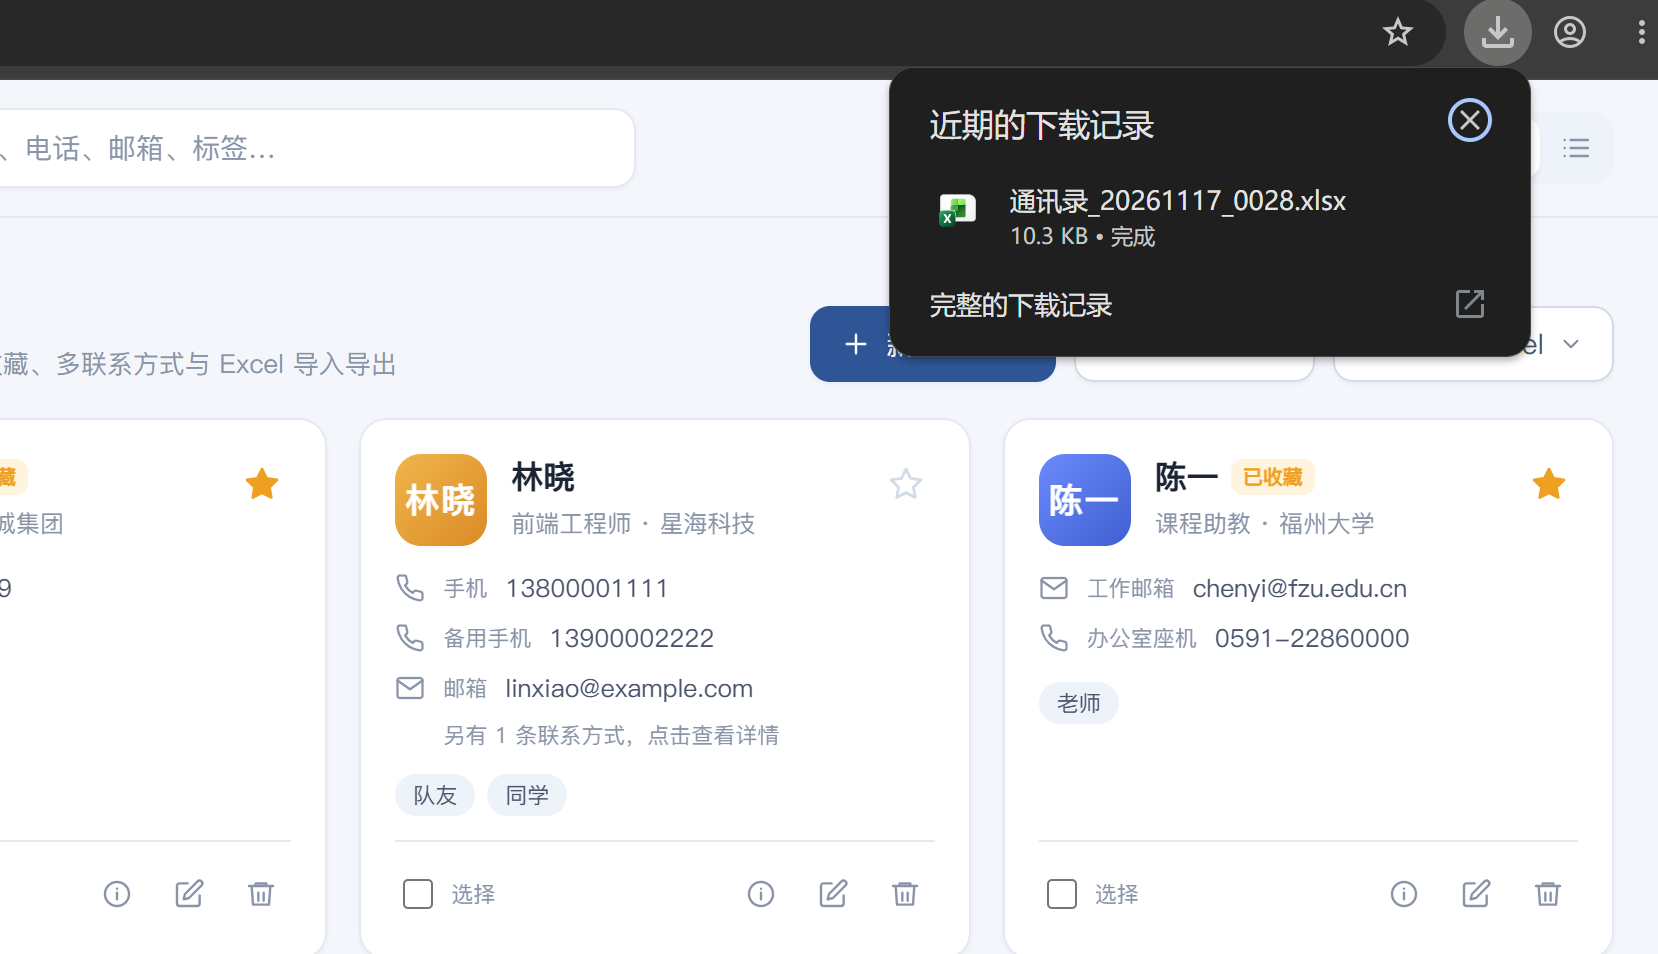 、电话、邮箱、标签...
近期的下载记录
通讯录_20261117_0028.xlsx
10.3 KB • 完成
完整的下载记录
藏、多联系方式与 Excel 导入导出
+ 新
el
藏
诚集团
9
林晓
林晓
前端工程师 · 星海科技
手机 13800001111
备用手机 13900002222
邮箱 linxiao@example.com
另有 1 条联系方式，点击查看详情
队友 同学
选择
陈一
陈一 已收藏
课程助教 · 福州大学
工作邮箱 chenyi@fzu.edu.cn
办公室座机 0591-22860000
老师
选择